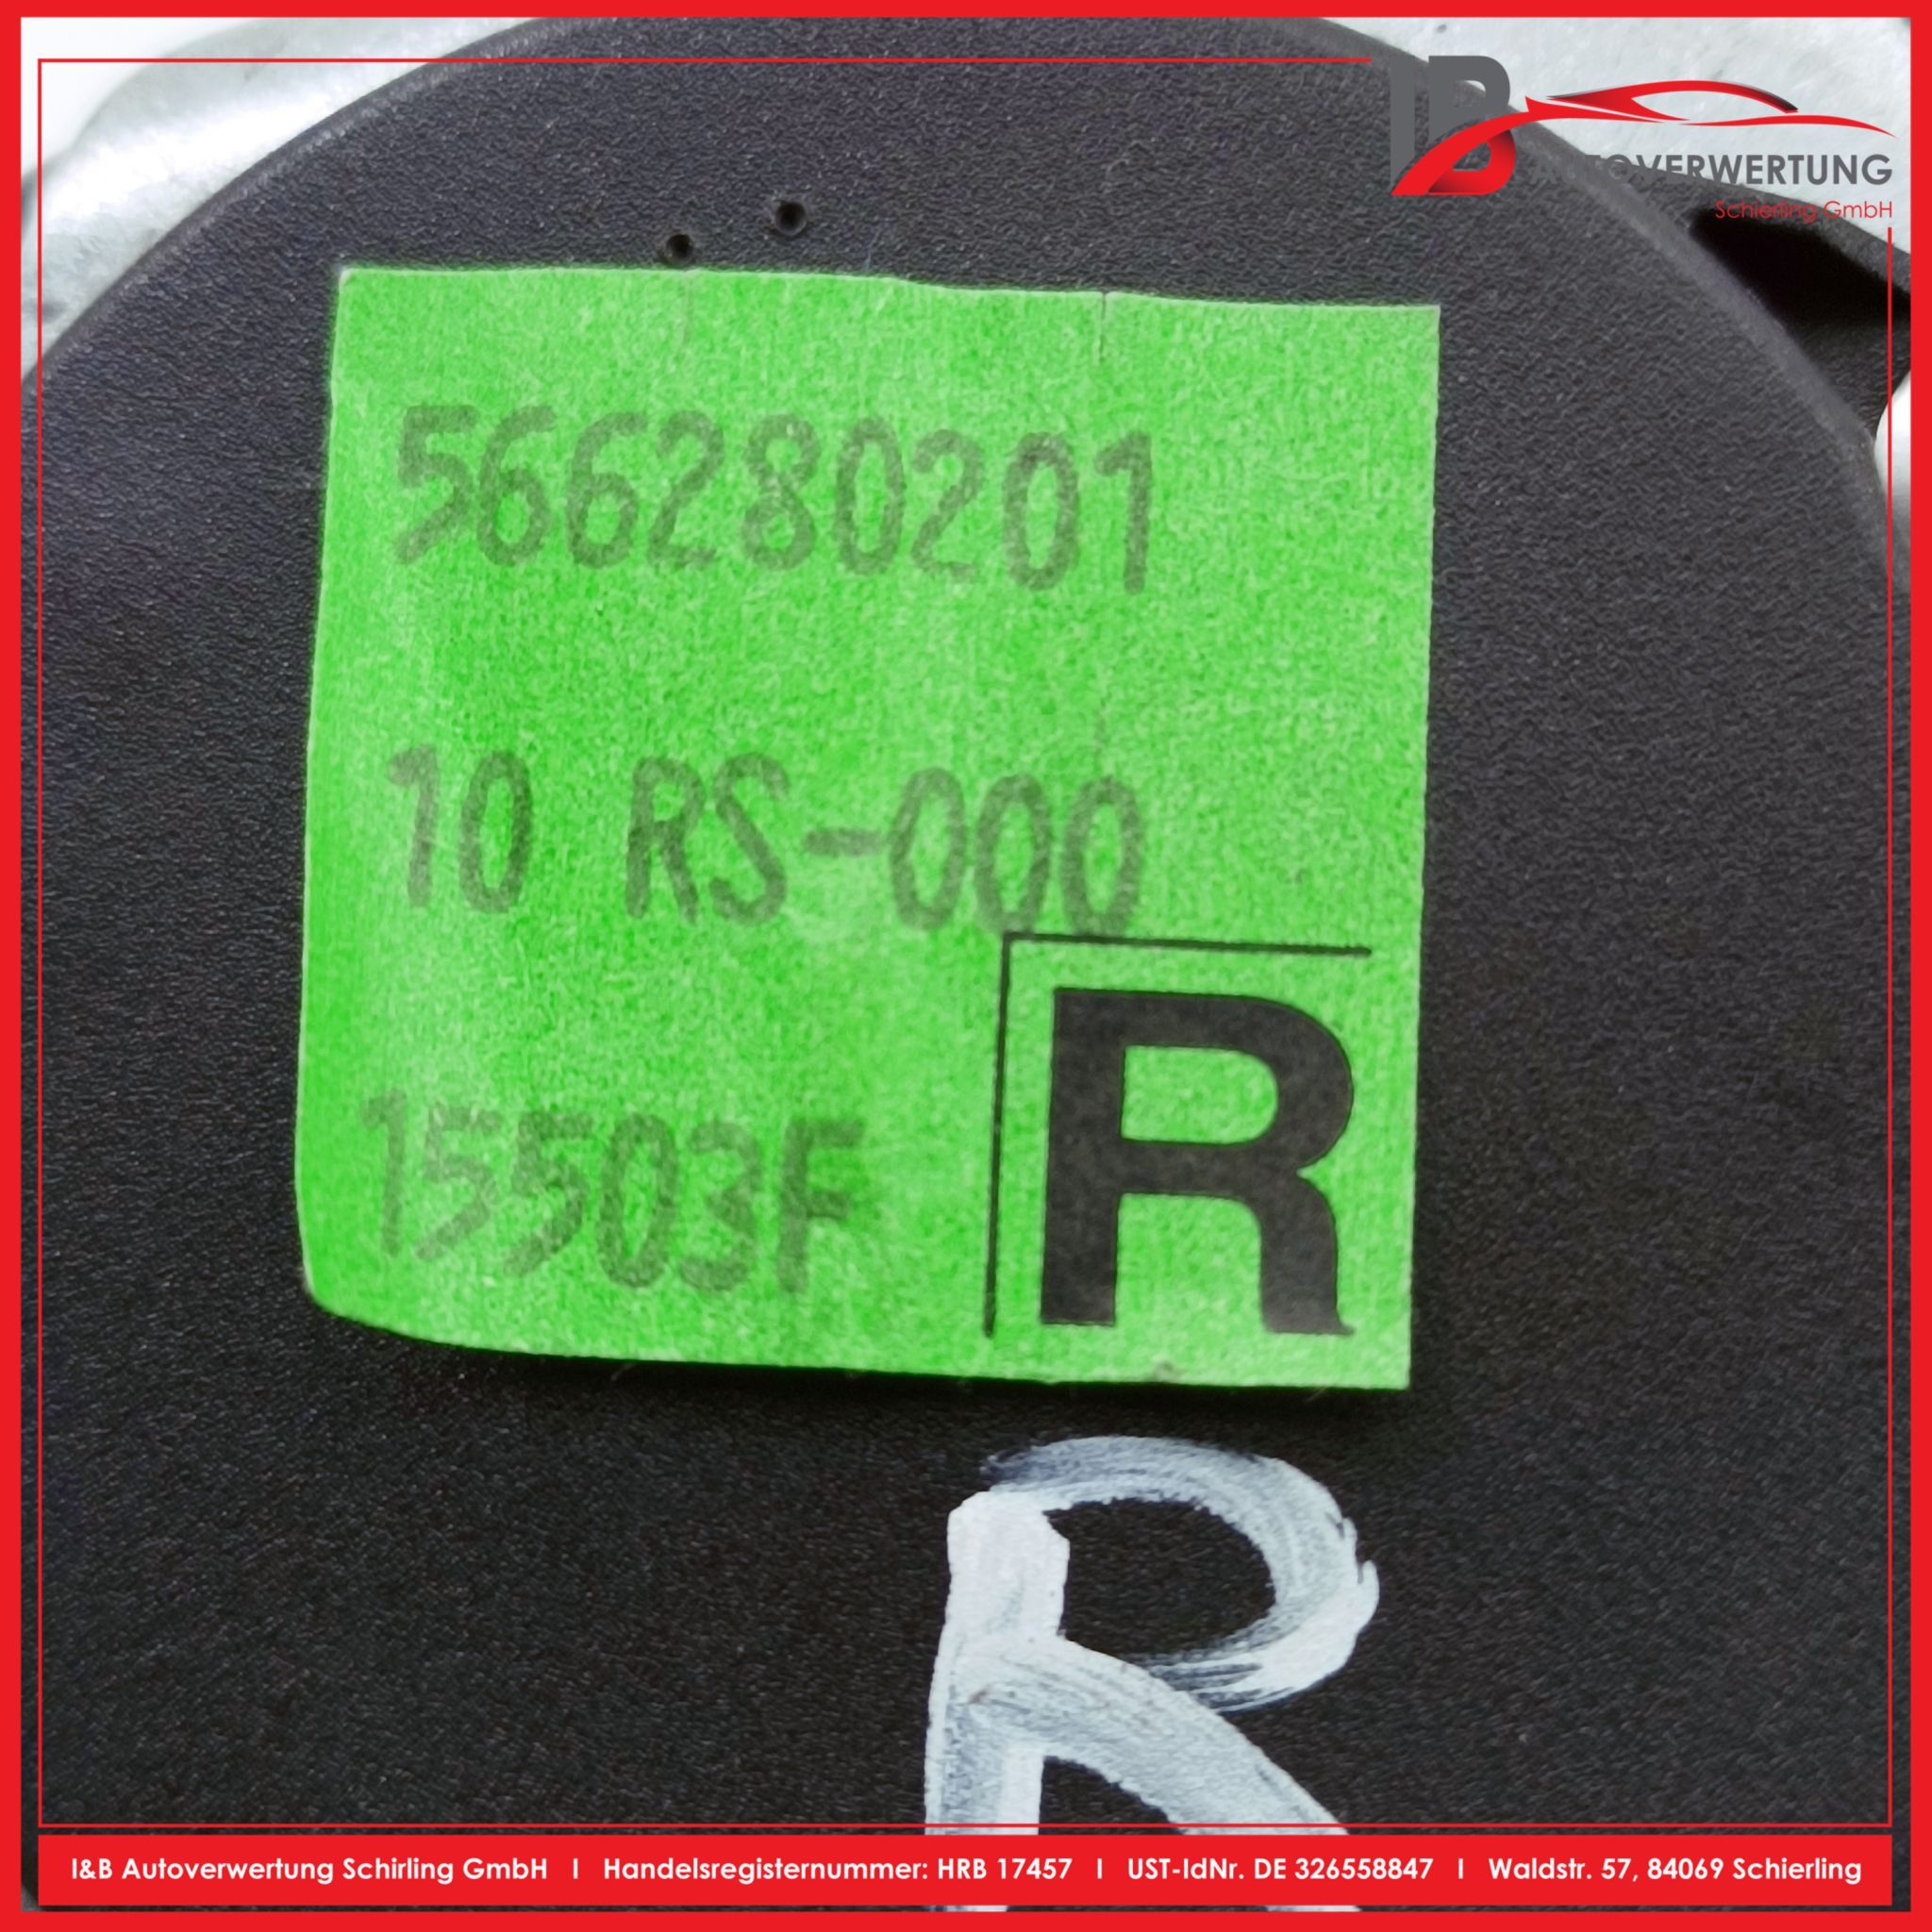 IB
AUTOVERWERTUNG
Schierling GmbH
566280201
10 RS-000
15503F
R
R
I&B Autoverwertung Schirling GmbH I Handelsregisternummer: HRB 17457 I UST-IdNr. DE 326558847 I Waldstr. 57, 84069 Schierling